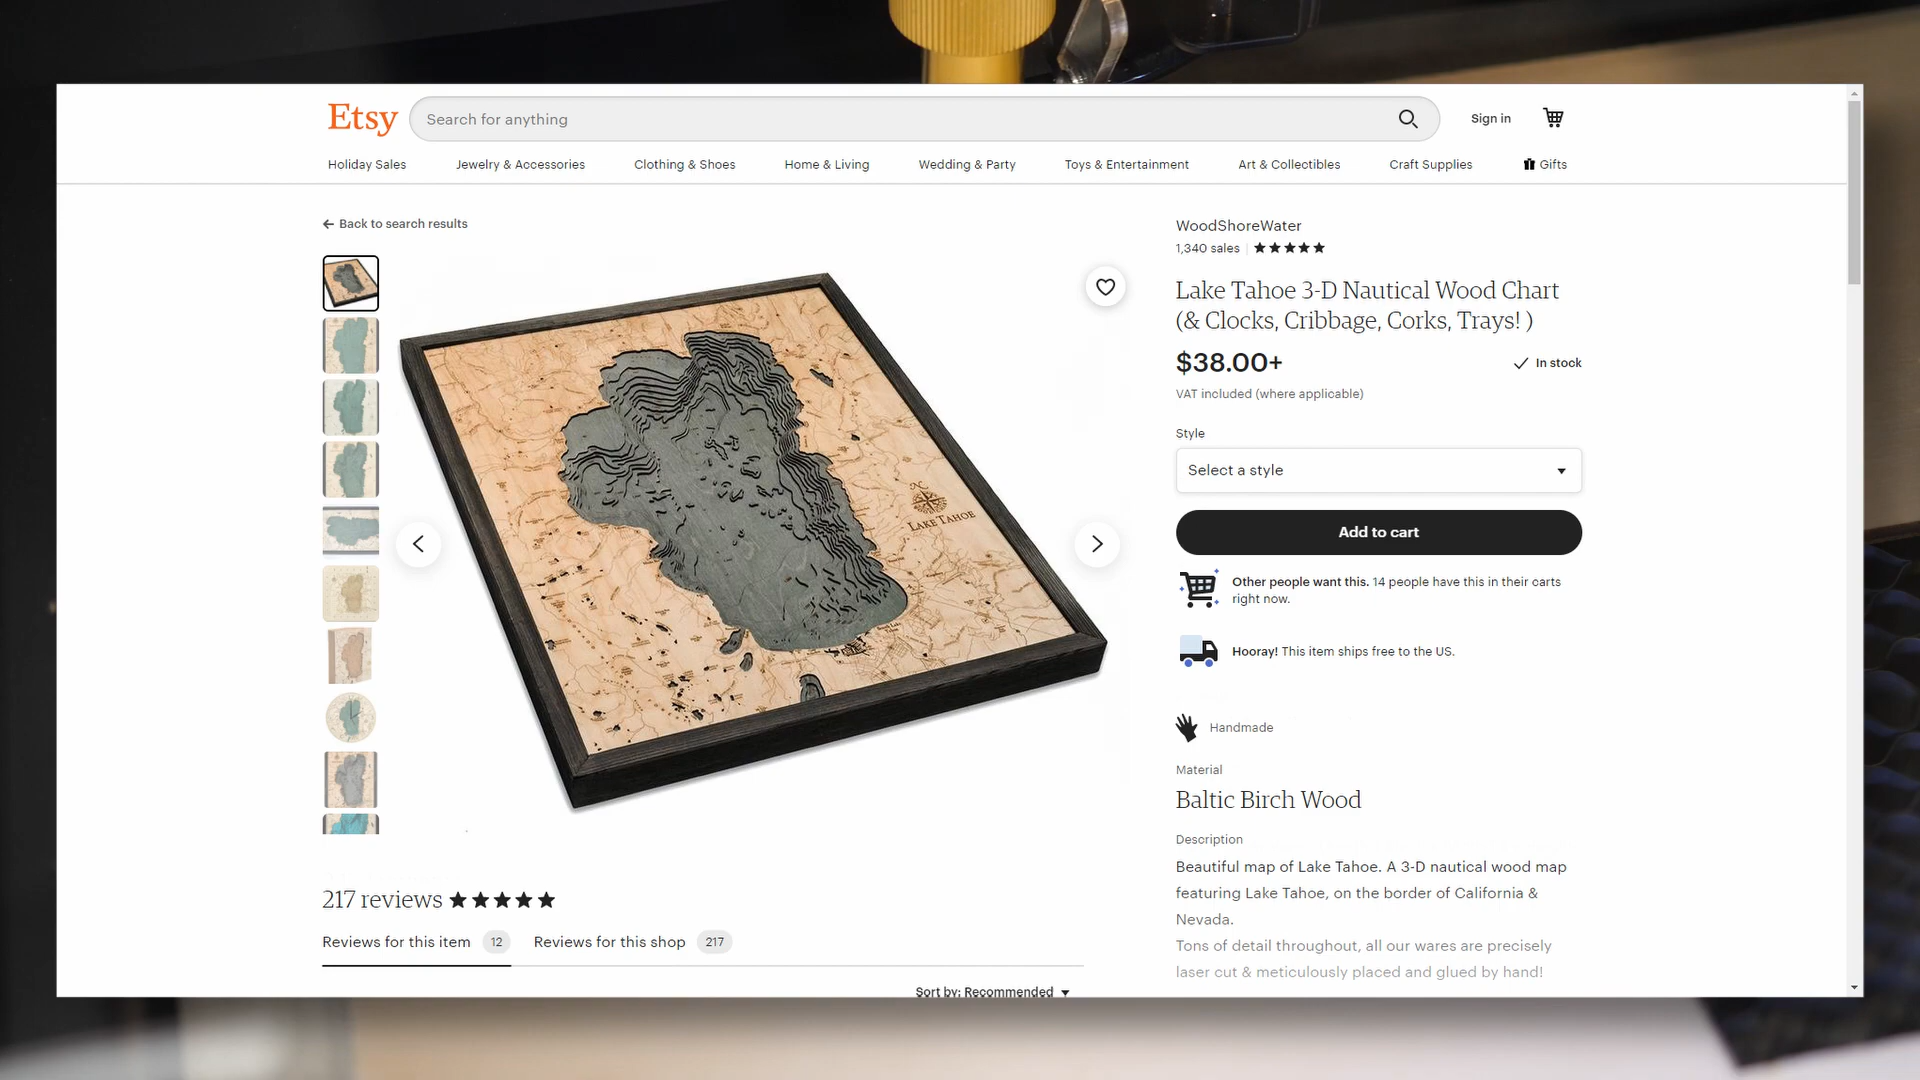 Etsy
Search for anything
Sign in
Holiday Sales
Jewelry & Accessories
Clothing & Shoes
Home & Living
Wedding & Party
Toys & Entertainment
Art & Collectibles
Craft Supplies
Gifts
Back to search results
LAKE TAHOE
WoodShoreWater
1,340 sales
Lake Tahoe 3-D Nautical Wood Chart
(& Clocks, Cribbage, Corks, Trays! )
$38.00+
In stock
VAT included (where applicable)
Style
Select a style
Add to cart
Other people want this. 14 people have this in their carts
right now.
Hooray! This item ships free to the US.
Handmade
Material
Baltic Birch Wood
Description
Beautiful map of Lake Tahoe. A 3-D nautical wood map
featuring Lake Tahoe, on the border of California &
Nevada.
Tons of detail throughout, all our wares are precisely
laser cut & meticulously placed and glued by hand!
217 reviews
Reviews for this item 12
Reviews for this shop 217
Sort by: Recommended